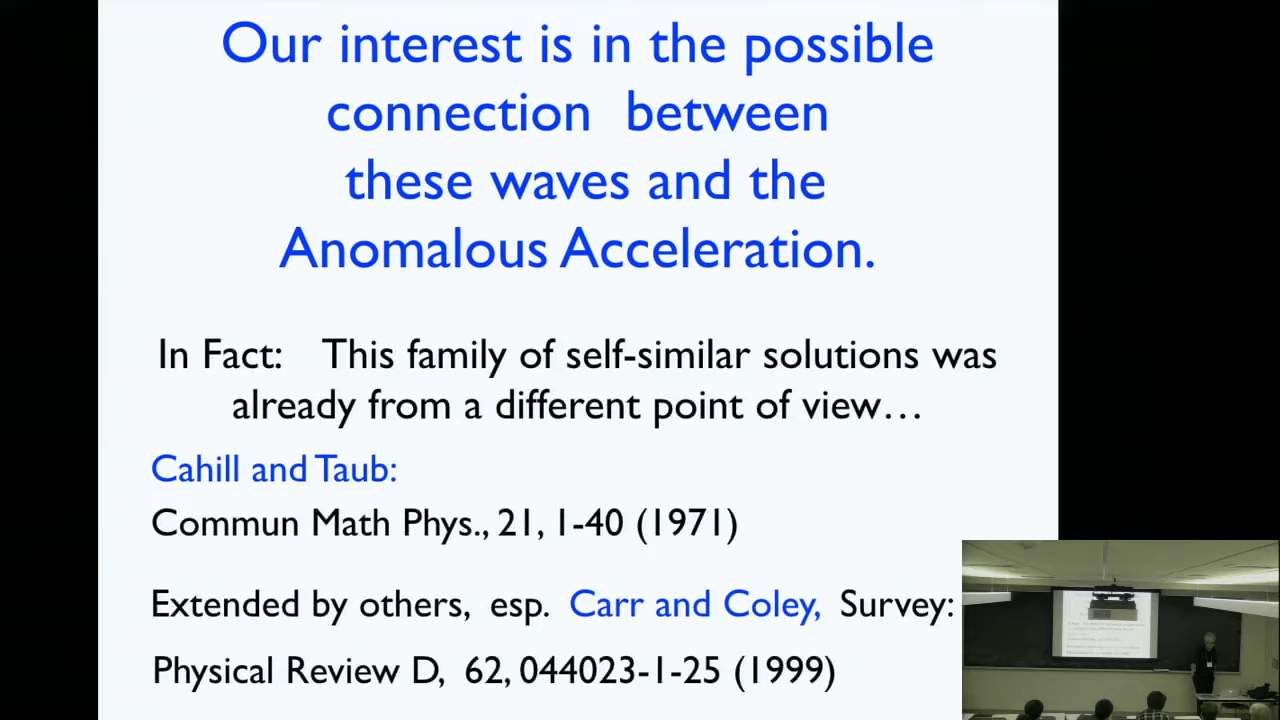 Our interest is in the possible
connection between
these waves and the
Anomalous Acceleration.
In Fact: This family of self-similar solutions was
already from a different point of view…
Cahill and Taub:
Commun Math Phys., 21, 1-40 (1971)
Extended by others, esp. Carr and Coley, Survey:
Physical Review D, 62, 044023-1-25 (1999)